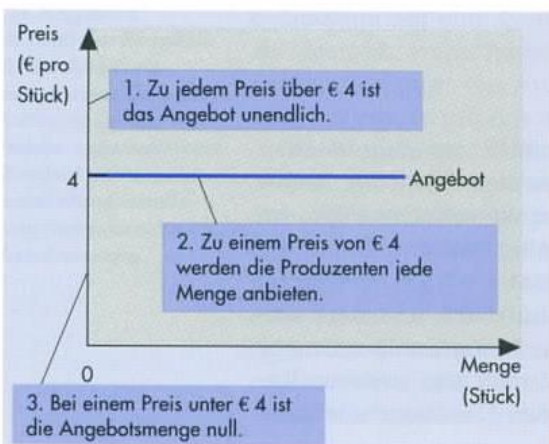 Preis
(€ pro
Stück)
1. Zu jedem Preis über € 4 ist
das Angebot unendlich.
4
Angebot
2. Zu einem Preis von € 4
werden die Produzenten jede
Menge anbieten.
0
Menge
(Stück)
3. Bei einem Preis unter € 4 ist
die Angebotsmenge null.